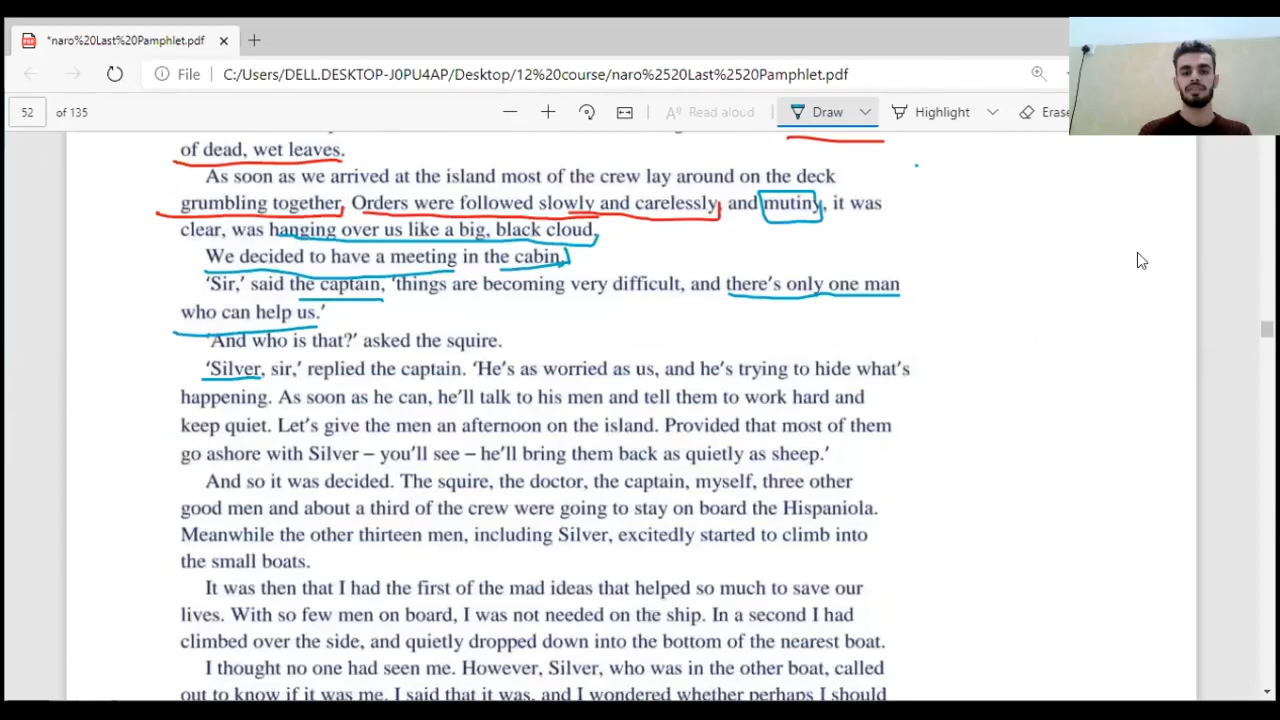 *naro%20Last%20Pamphlet.pdf
File C:/Users/DELL.DESKTOP-J0PU4AP/Desktop/12%20course/naro%2520Last%2520Pamphlet.pdf
52 of 135 Read aloud Draw Highlight Erase
of dead, wet leaves.
As soon as we arrived at the island most of the crew lay around on the deck
grumbling together. Orders were followed slowly and carelessly, and mutiny, it was
clear, was hanging over us like a big, black cloud.
We decided to have a meeting in the cabin.
‘Sir,’ said the captain, ‘things are becoming very difficult, and there’s only one man
who can help us.’
‘And who is that?’ asked the squire.
‘Silver, sir,’ replied the captain. ‘He’s as worried as us, and he’s trying to hide what’s
happening. As soon as he can, he’ll talk to his men and tell them to work hard and
keep quiet. Let’s give the men an afternoon on the island. Provided that most of them
go ashore with Silver – you’ll see – he’ll bring them back as quietly as sheep.’
And so it was decided. The squire, the doctor, the captain, myself, three other
good men and about a third of the crew were going to stay on board the Hispaniola.
Meanwhile the other thirteen men, including Silver, excitedly started to climb into
the small boats.
It was then that I had the first of the mad ideas that helped so much to save our
lives. With so few men on board, I was not needed on the ship. In a second I had
climbed over the side, and quietly dropped down into the bottom of the nearest boat.
I thought no one had seen me. However, Silver, who was in the other boat, called
out to know if it was me. I said that it was, and I wondered whether perhaps I should